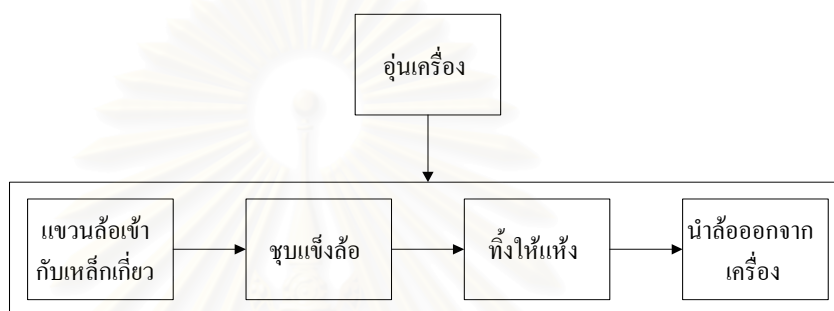 อุ่นเครื่อง
แขวนล้อเข้า
กับเหล็กเกี่ยว
ชุบแข็งล้อ
ทิ้งให้แห้ง
นำล้อออกจาก
เครื่อง